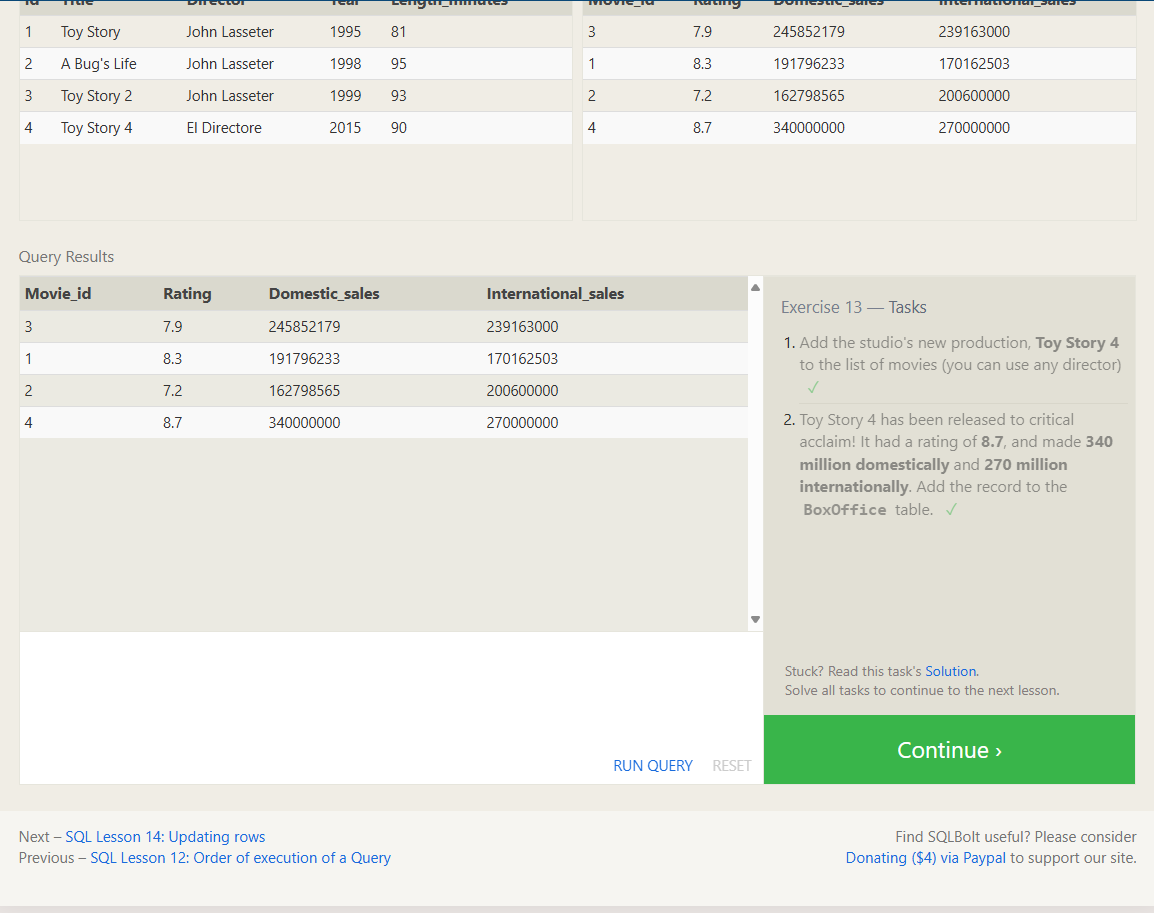 Id Title Director Year Length_minutes
1 Toy Story John Lasseter 1995 81
2 A Bug's Life John Lasseter 1998 95
3 Toy Story 2 John Lasseter 1999 93
4 Toy Story 4 El Directore 2015 90
Movie_id Rating Domestic_sales International_sales
3 7.9 245852179 239163000
1 8.3 191796233 170162503
2 7.2 162798565 200600000
4 8.7 340000000 270000000
Query Results
Movie_id Rating Domestic_sales International_sales
3 7.9 245852179 239163000
1 8.3 191796233 170162503
2 7.2 162798565 200600000
4 8.7 340000000 270000000
RUN QUERY RESET
Exercise 13 — Tasks
1. Add the studio's new production, Toy Story 4
to the list of movies (you can use any director)
✓
2. Toy Story 4 has been released to critical
acclaim! It had a rating of 8.7, and made 340
million domestically and 270 million
internationally. Add the record to the
BoxOffice table. ✓
Stuck? Read this task's Solution.
Solve all tasks to continue to the next lesson.
Continue ›
Next – SQL Lesson 14: Updating rows
Previous – SQL Lesson 12: Order of execution of a Query
Find SQLBolt useful? Please consider
Donating ($4) via Paypal to support our site.